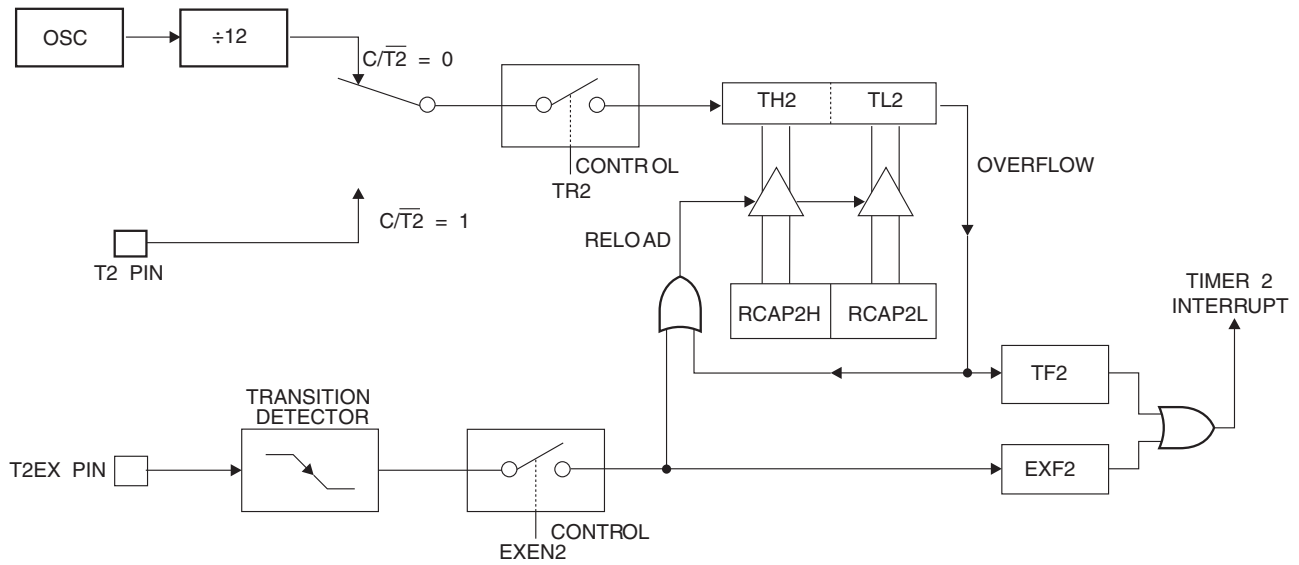 OSC
÷12
C/T2̅ = 0
TH2
TL2
CONTROL
TR2
OVERFLOW
C/T2̅ = 1
T2 PIN
RELOAD
RCAP2H
RCAP2L
TIMER 2
INTERRUPT
TF2
TRANSITION
DETECTOR
T2EX PIN
EXF2
CONTROL
EXEN2